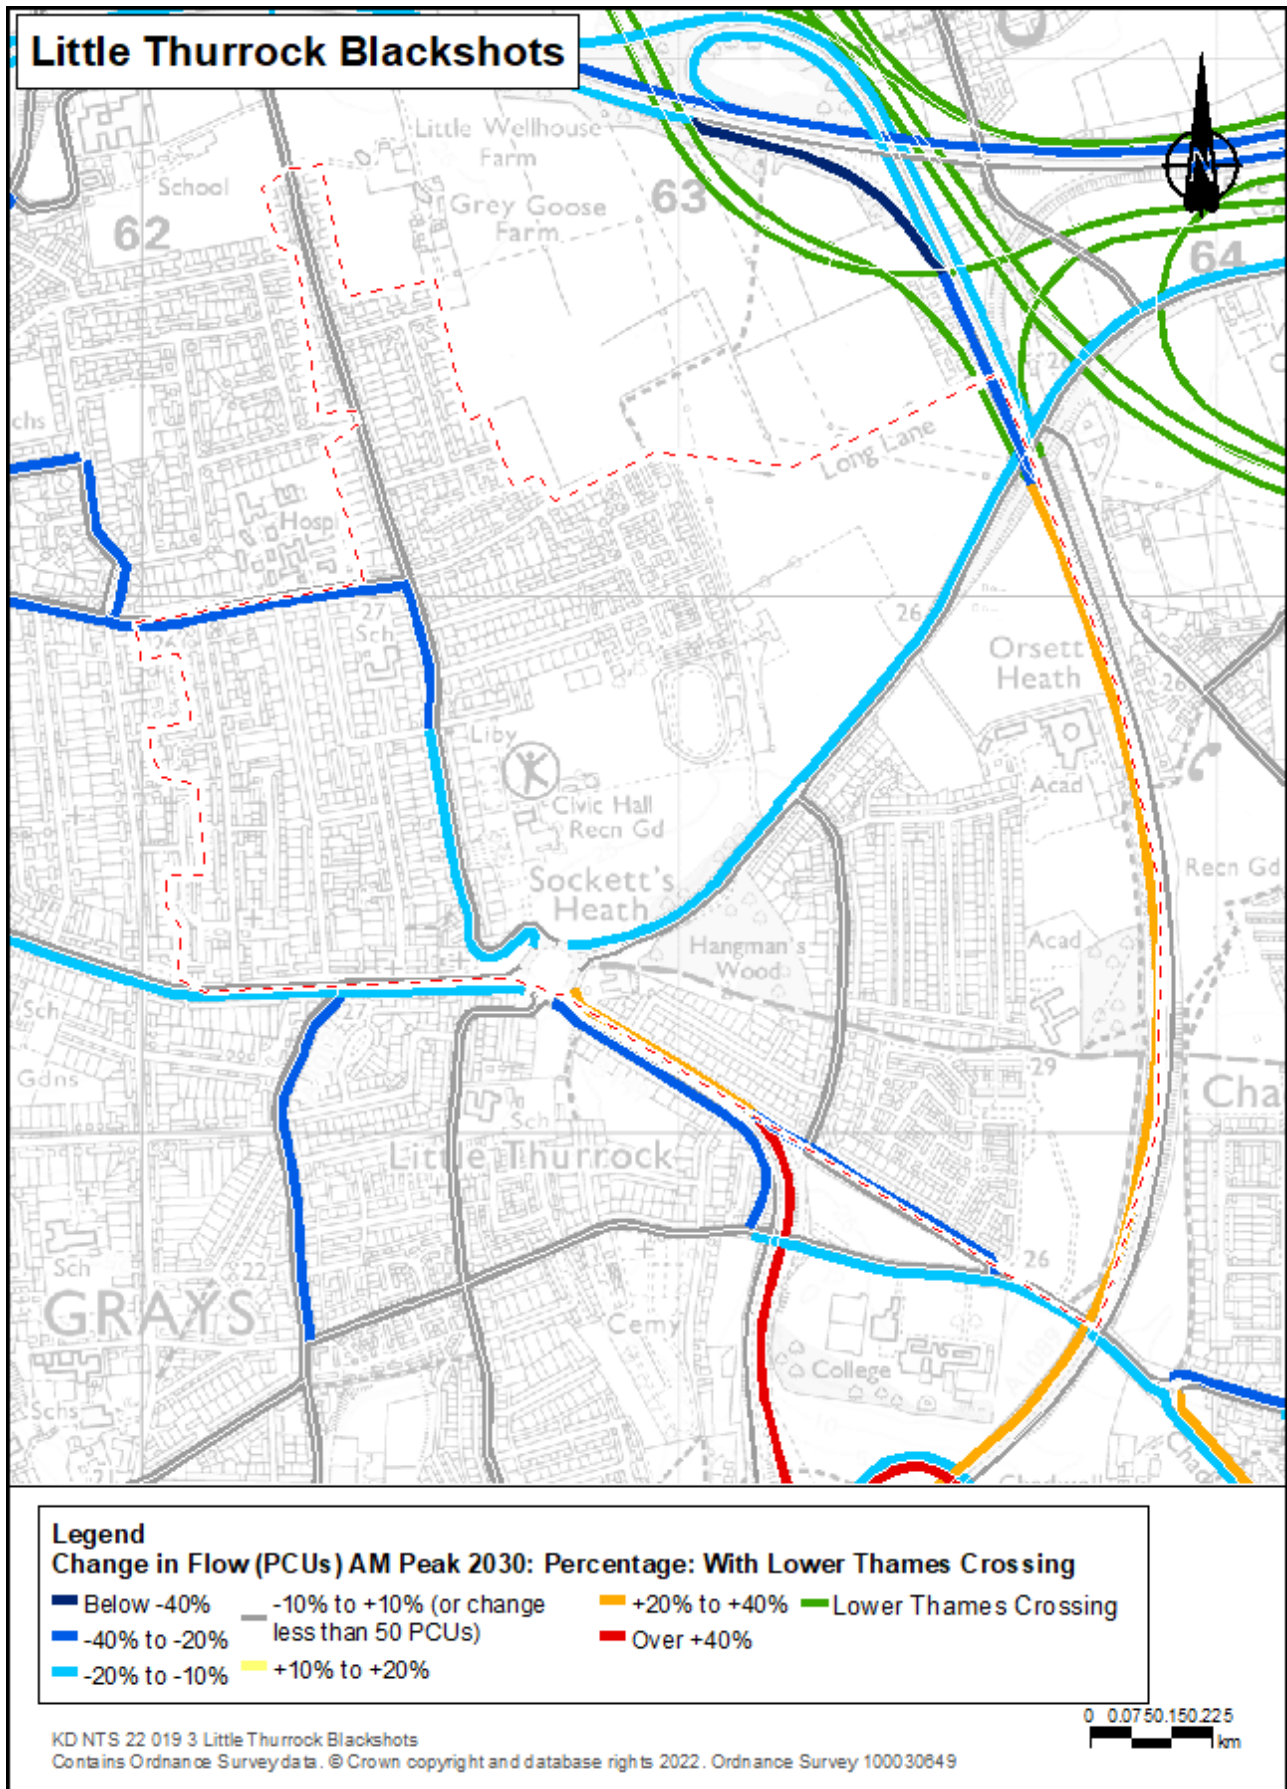 Little Thurrock Blackshots
Little Wellhouse
Farm
School
63
Grey Goose
Farm
62
64
Long Lane
Hosp
27
Sch
26
26
Orsett
Heath
26
Liby
Acad
Civic Hall
Recn Gd
Sockett's
Heath
Recn Gd
Hangman's
Wood
Acad
Sch
27
Gdns
29
Cha
Sch
Little Thurrock
26
22
Sch
GRAYS
Cemy
College
Schs
Legend
Change in Flow (PCUs) AM Peak 2030: Percentage: With Lower Thames Crossing
Below -40%
-40% to -20%
-20% to -10%
-10% to +10% (or change
less than 50 PCUs)
+10% to +20%
+20% to +40%
Over +40%
Lower Thames Crossing
0 0.0750.150.225
km
KD NTS 22 019 3 Little Thurrock Blackshots
Contains Ordnance Survey data. © Crown copyright and database rights 2022. Ordnance Survey 100030649